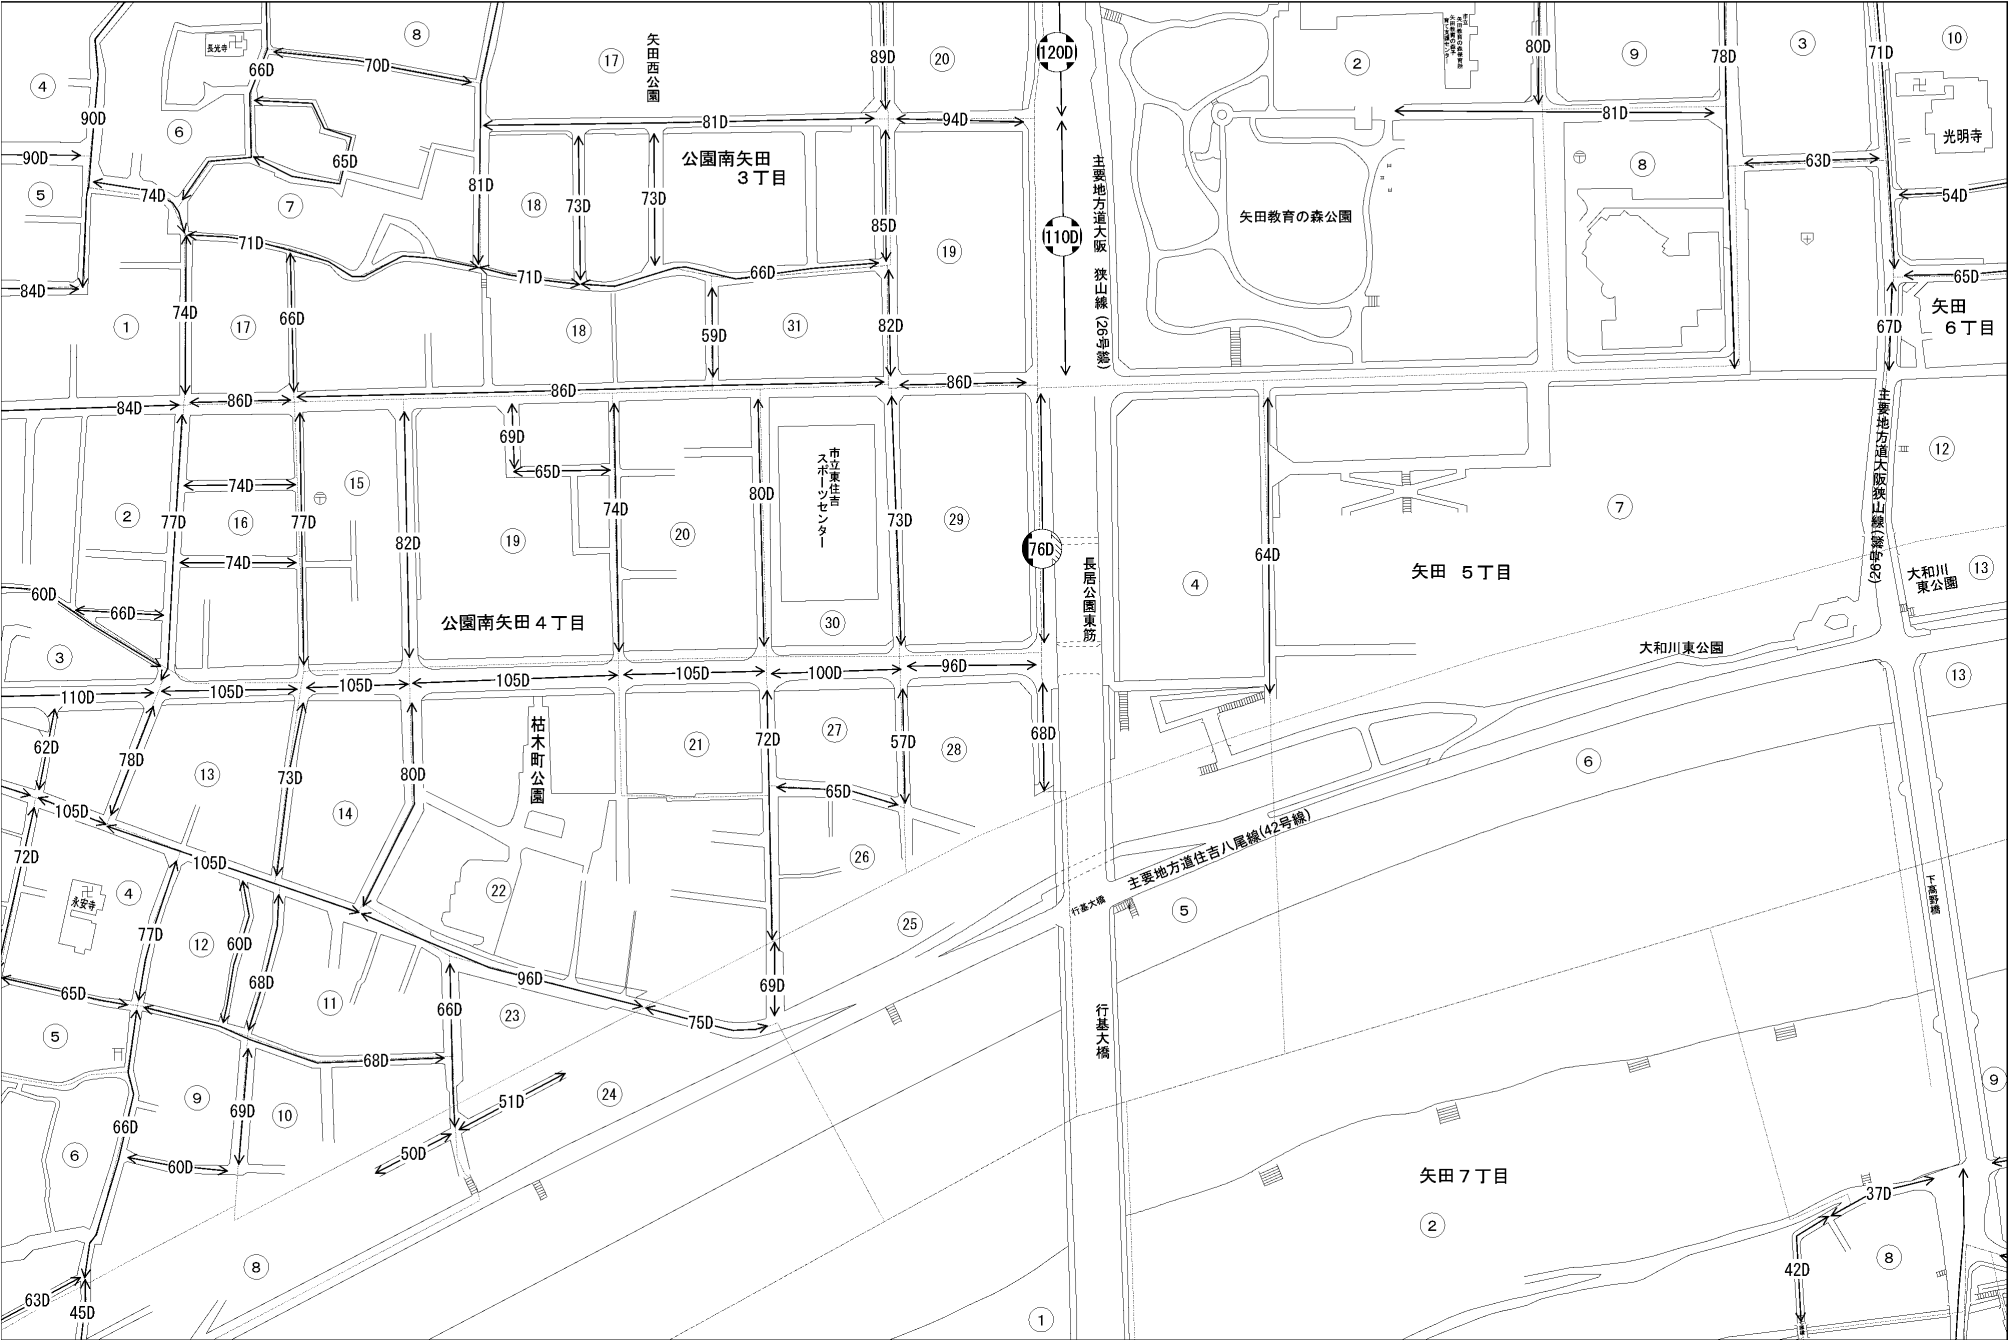 8
17
矢田西公園
89D
20
120D
2
80D
9
78D
3
71D
10
長光寺
66D
70D
4
90D
6
81D
94D
81D
光明寺
90D
65D
公園南矢田
3丁目
主要地方道大阪　狭山線(26号線)
8
63D
5
74D
7
81D
18
73D
73D
85D
54D
矢田教育の森公園
71D
110D
19
71D
66D
65D
84D
74D
66D
1
17
18
59D
31
82D
矢田
6丁目
67D
86D
86D
86D
84D
主要地方道大阪狭山線(26号線)
69D
65D
市立東住吉
スポーツセンター
12
15
74D
2
16
77D
77D
82D
19
74D
20
80D
73D
29
7
74D
76D
64D
長居公園東筋
矢田 5丁目
4
大和川
東公園
13
60D
66D
公園南矢田4丁目
30
3
大和川東公園
110D
105D
105D
105D
105D
100D
96D
13
62D
78D
13
73D
80D
枯木町公園
21
72D
27
57D
28
68D
6
65D
105D
14
主要地方道住吉八尾線(42号線)
72D
105D
26
4
永安寺
22
行基大橋
5
下高野橋
77D
12
60D
25
65D
68D
11
96D
69D
66D
23
75D
行基大橋
5
68D
9
24
51D
9
69D
10
66D
50D
60D
6
矢田7丁目
37D
2
8
8
42D
63D
45D
1